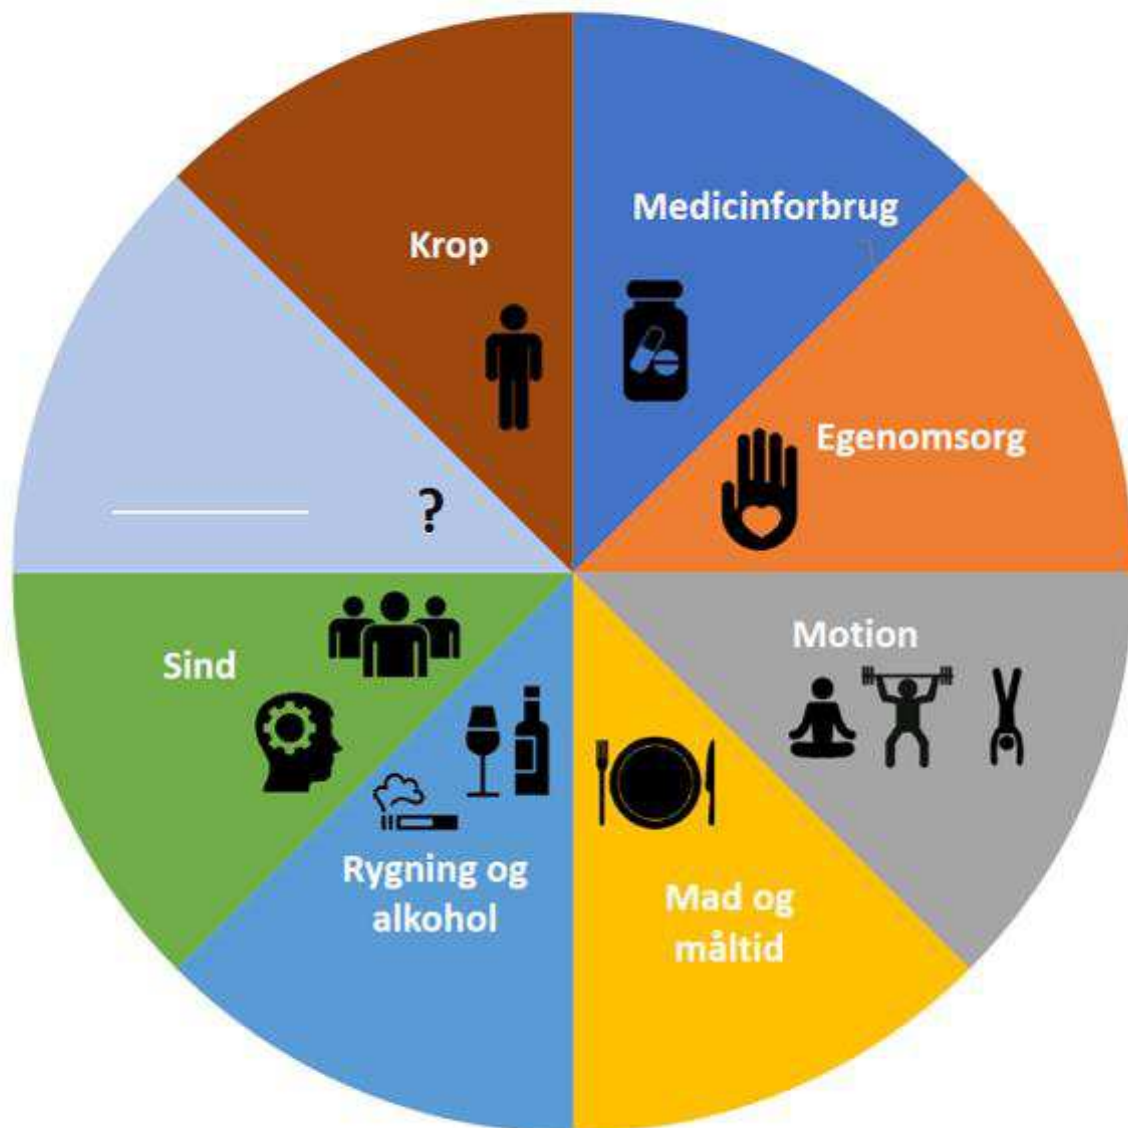 Medicinforbrug
Krop
Egenomsorg
?
Motion
Sind
Rygning og
alkohol
Mad og
måltid